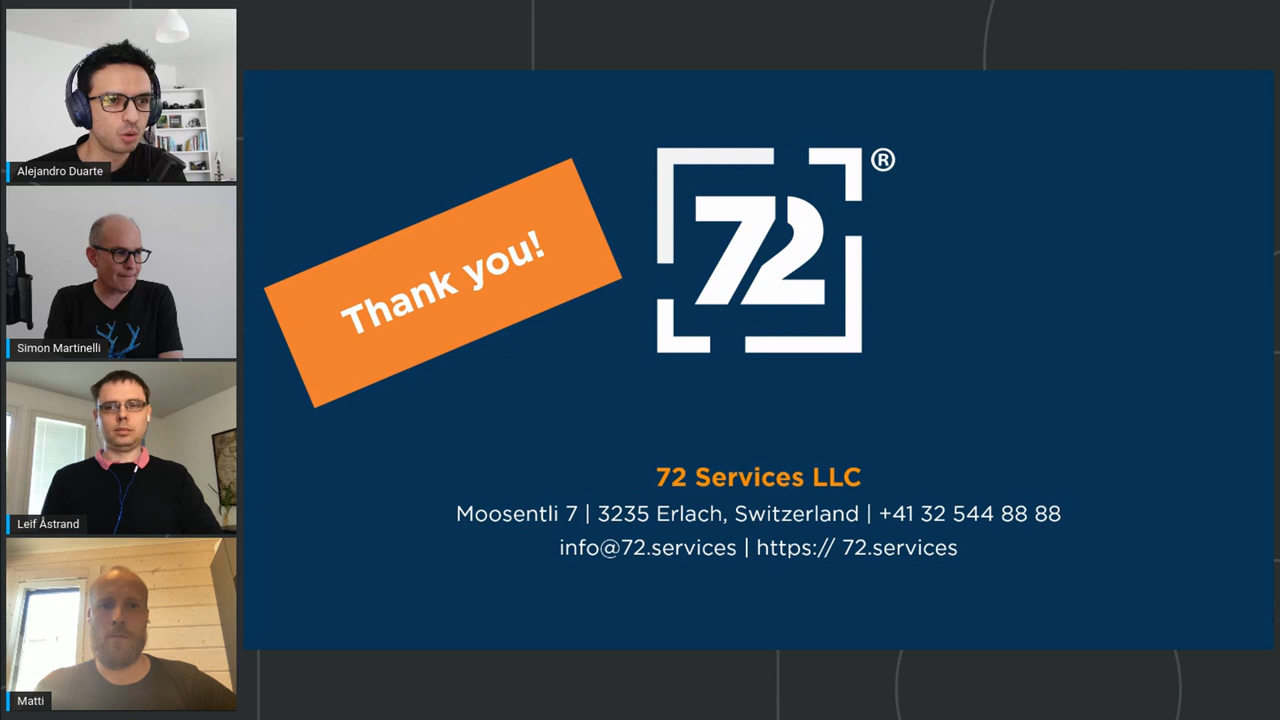 Alejandro Duarte
Simon Martinelli
Leif Åstrand
Matti
Thank you!
72®
72 Services LLC
Moosentli 7 | 3235 Erlach, Switzerland | +41 32 544 88 88
info@72.services | https:// 72.services